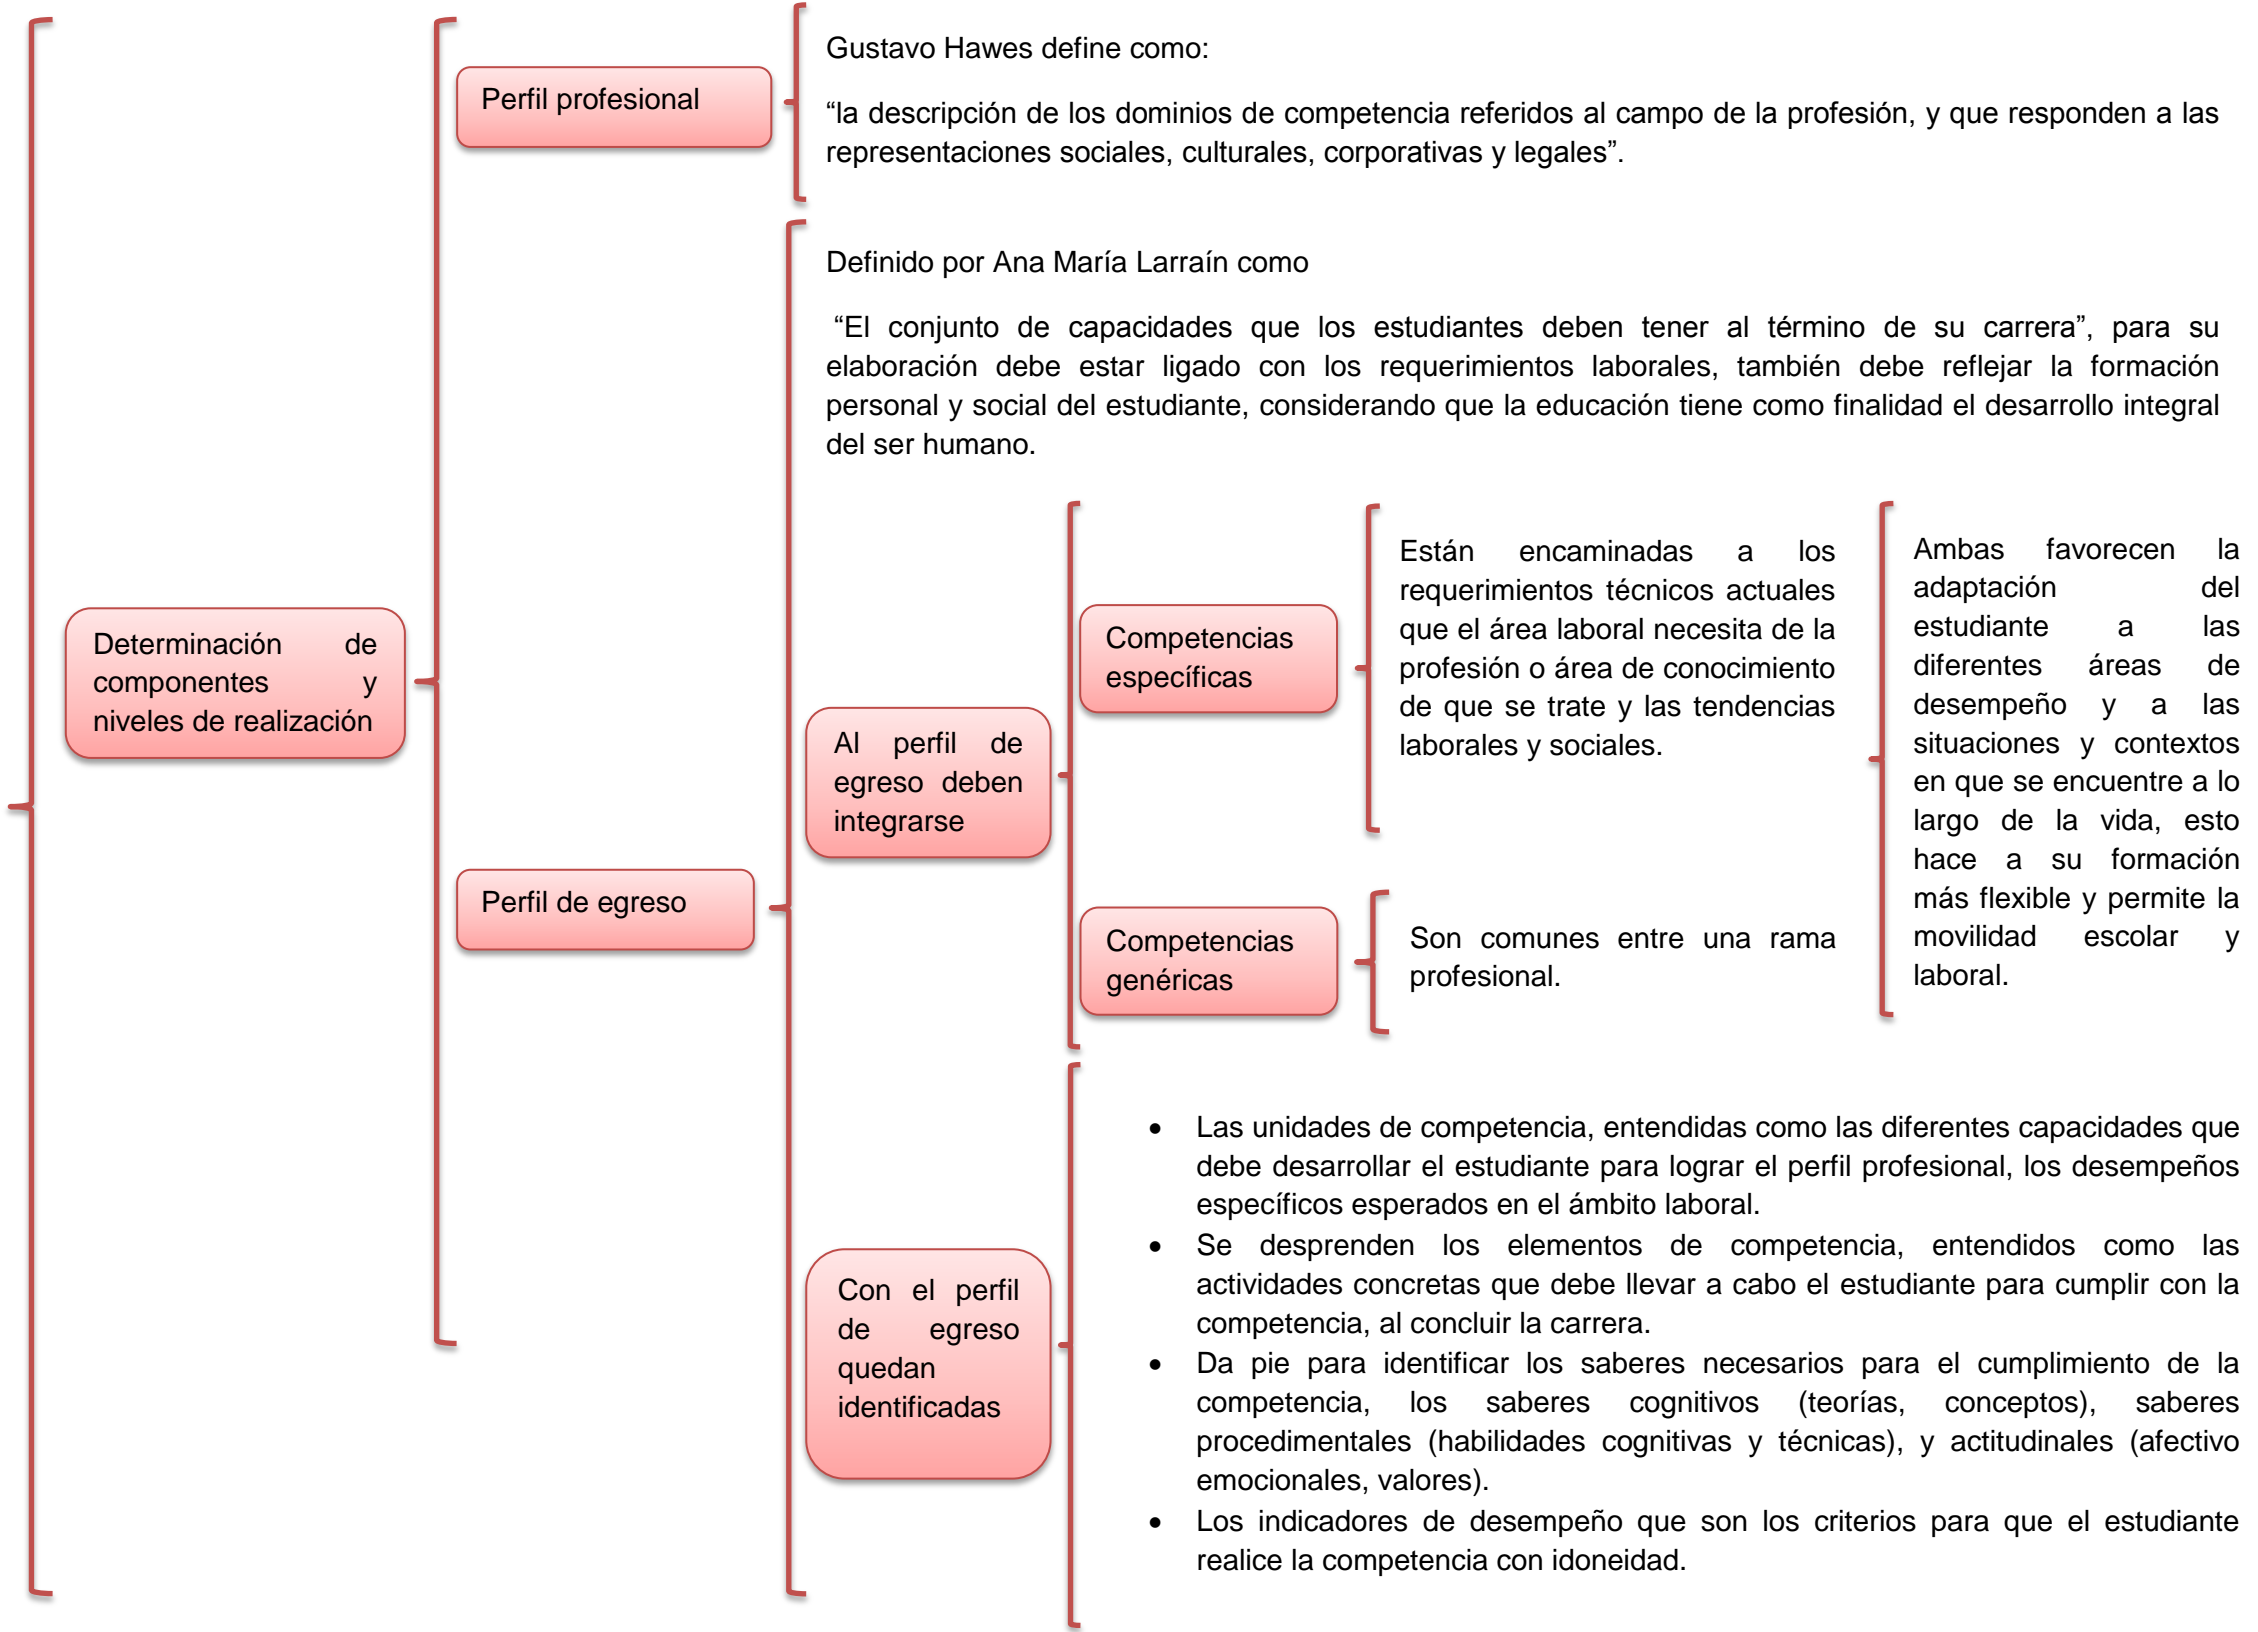 Gustavo Hawes define como:
Perfil profesional
“la descripción de los dominios de competencia referidos al campo de la profesión, y que responden a las
representaciones sociales, culturales, corporativas y legales”.
Definido por Ana María Larraín como
“El conjunto de capacidades que los estudiantes deben tener al término de su carrera”, para su
elaboración debe estar ligado con los requerimientos laborales, también debe reflejar la formación
personal y social del estudiante, considerando que la educación tiene como finalidad el desarrollo integral
del ser humano.
Determinación de
componentes y
niveles de realización
Perfil de egreso
Al perfil de
egreso deben
integrarse
Competencias
específicas
Están encaminadas a los
requerimientos técnicos actuales
que el área laboral necesita de la
profesión o área de conocimiento
de que se trate y las tendencias
laborales y sociales.
Competencias
genéricas
Son comunes entre una rama
profesional.
Ambas favorecen la
adaptación del
estudiante a las
diferentes áreas de
desempeño y a las
situaciones y contextos
en que se encuentre a lo
largo de la vida, esto
hace a su formación
más flexible y permite la
movilidad escolar y
laboral.
Con el perfil
de egreso
quedan
identificadas
• Las unidades de competencia, entendidas como las diferentes capacidades que
debe desarrollar el estudiante para lograr el perfil profesional, los desempeños
específicos esperados en el ámbito laboral.
• Se desprenden los elementos de competencia, entendidos como las
actividades concretas que debe llevar a cabo el estudiante para cumplir con la
competencia, al concluir la carrera.
• Da pie para identificar los saberes necesarios para el cumplimiento de la
competencia, los saberes cognitivos (teorías, conceptos), saberes
procedimentales (habilidades cognitivas y técnicas), y actitudinales (afectivo
emocionales, valores).
• Los indicadores de desempeño que son los criterios para que el estudiante
realice la competencia con idoneidad.